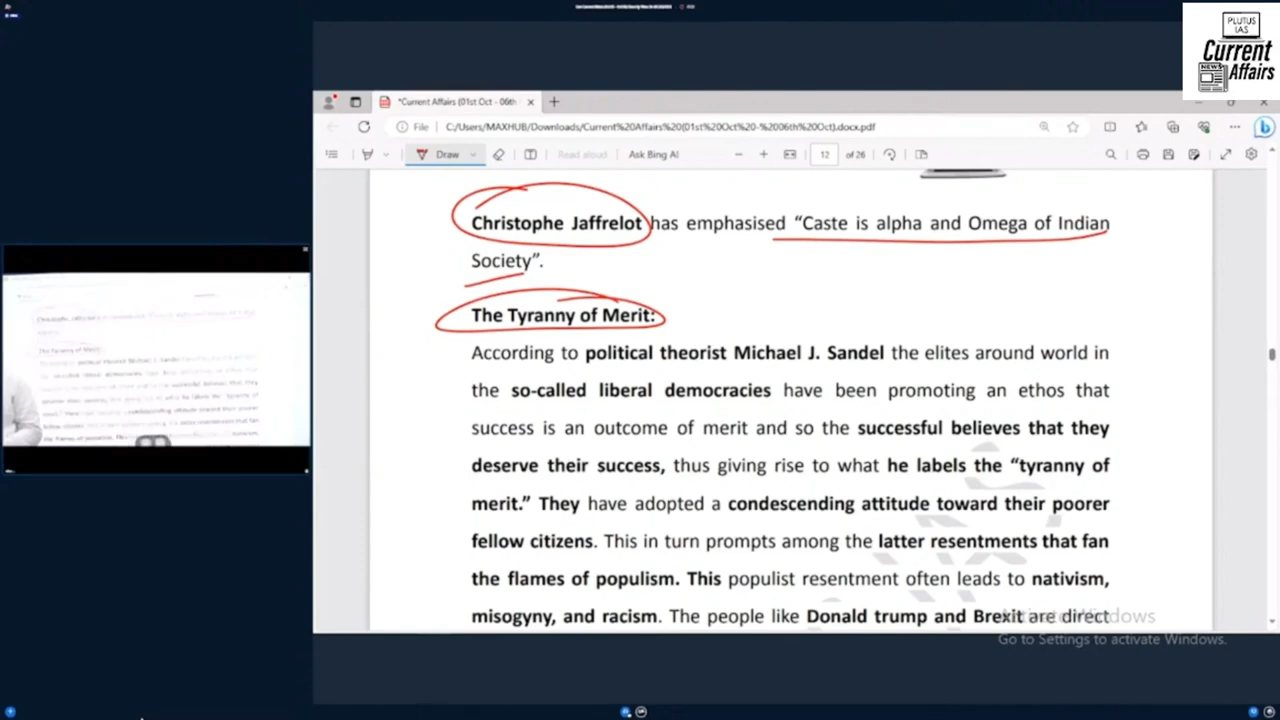 PLUTUS
IAS
Current
NEWS
Affairs
*Current Affairs (01st Oct - 06th
File
C:/Users/MAXHUB/Downloads/Current%20Affairs%20(01st%20Oct%20-%2006th%20Oct).docx.pdf
Draw
Read aloud
Ask Bing AI
12
of 26
Christophe Jaffrelot has emphasised “Caste is alpha and Omega of Indian
Society”.
The Tyranny of Merit:
According to political theorist Michael J. Sandel the elites around world in
the so-called liberal democracies have been promoting an ethos that
success is an outcome of merit and so the successful believes that they
deserve their success, thus giving rise to what he labels the “tyranny of
merit.” They have adopted a condescending attitude toward their poorer
fellow citizens. This in turn prompts among the latter resentments that fan
the flames of populism. This populist resentment often leads to nativism,
misogyny, and racism. The people like Donald trump and Brexit are direct
Activate Windows
Go to Settings to activate Windows.